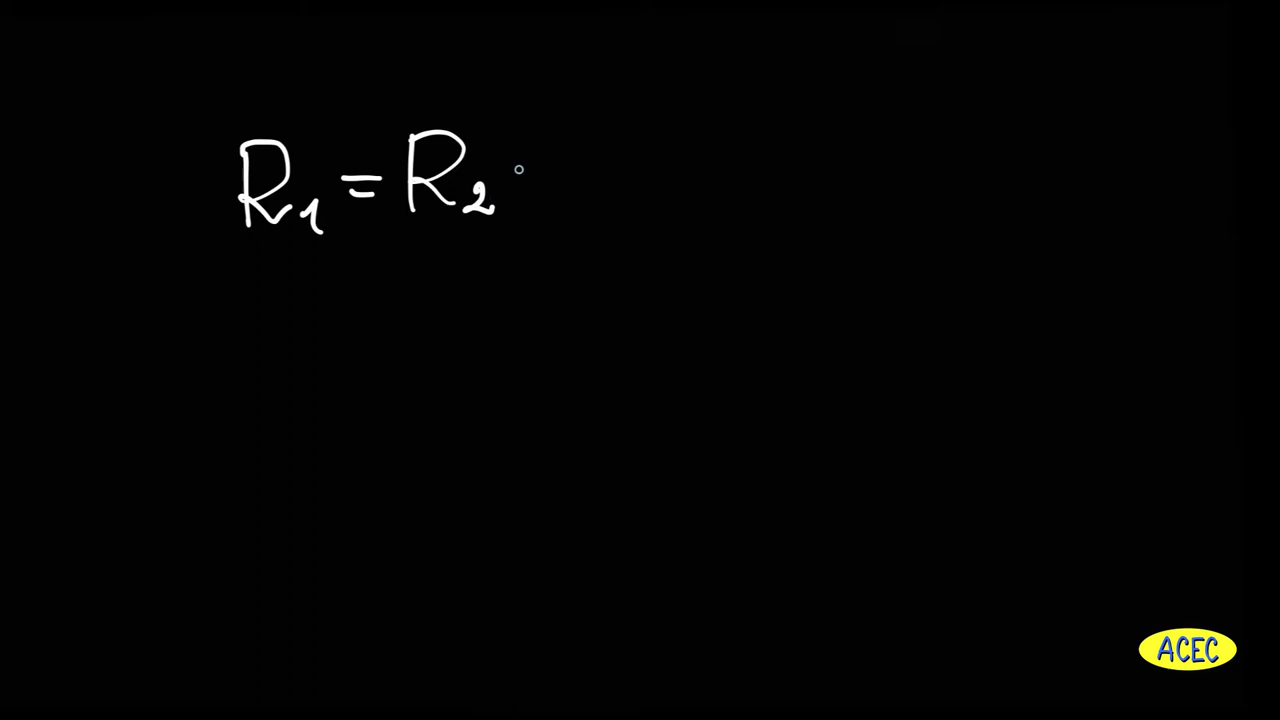 R₁ = R₂
ACEC